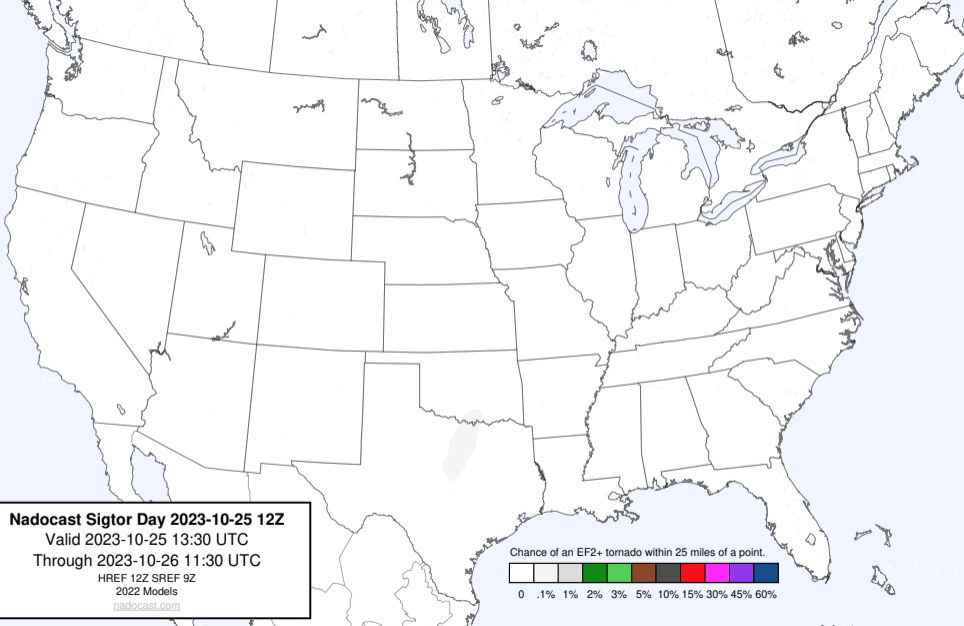 Nadocast Sigtor Day 2023-10-25 12Z
Valid 2023-10-25 13:30 UTC
Through 2023-10-26 11:30 UTC
HREF 12Z SREF 9Z
2022 Models
nadocast.com
Chance of an EF2+ tornado within 25 miles of a point.
0 .1% 1% 2% 3% 5% 10% 15% 30% 45% 60%